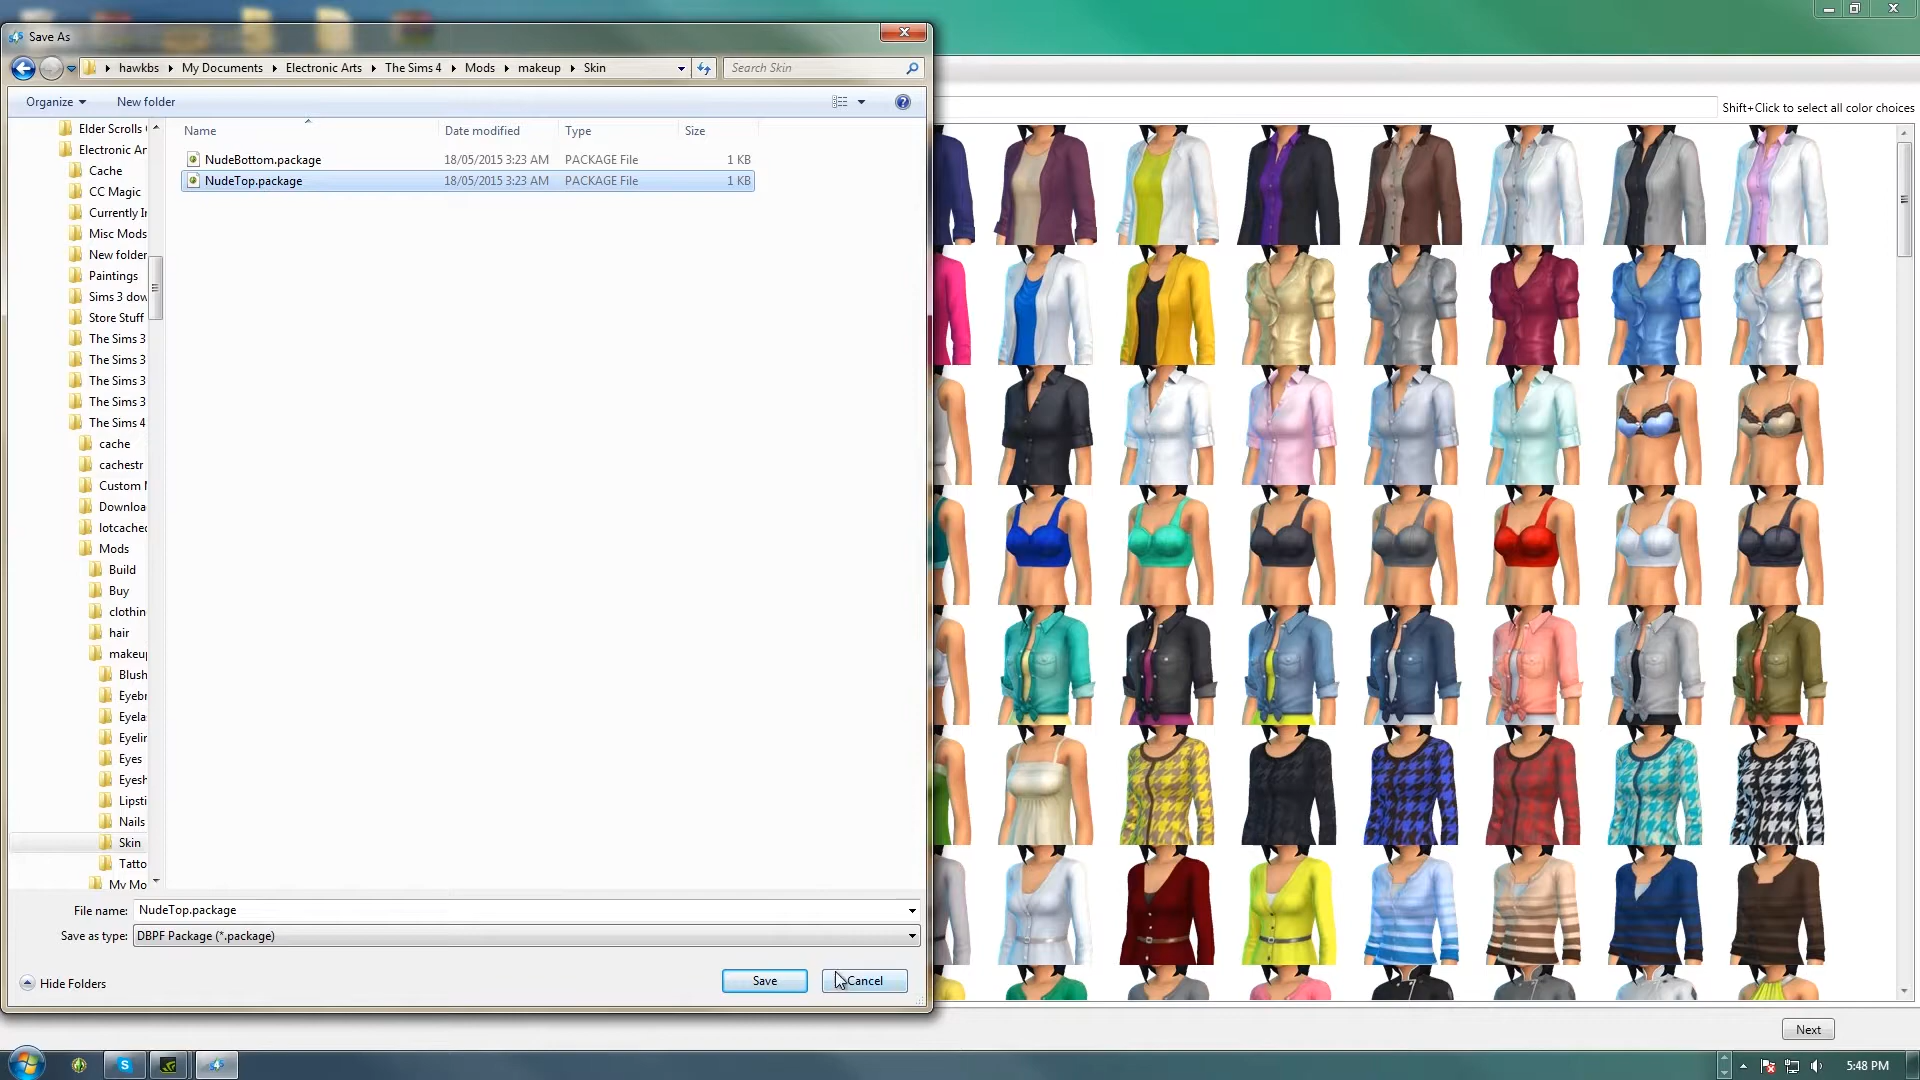 Save As
hawkbs
My Documents
Electronic Arts
The Sims 4
Mods
makeup
Skin
Search Skin
Organize
New folder
Shift+Click to select all color choices
Name
Date modified
Type
Size
NudeBottom.package
18/05/2015 3:23 AM
PACKAGE File
1 KB
NudeTop.package
18/05/2015 3:23 AM
PACKAGE File
1 KB
Elder Scrolls
Electronic Ar
Cache
CC Magic
Currently I
Misc Mods
New folder
Paintings
Sims 3 dow
Store Stuff
The Sims 3
The Sims 3
The Sims 3
The Sims 3
The Sims 4
cache
cachestr
Custom
Downloa
lotcached
Mods
Build
Buy
clothin
hair
makeup
Blush
Eyebr
Eyela
Eyelin
Eyes
Eyesh
Lipsti
Nails
Skin
Tatto
My Mo
File name: NudeTop.package
Save as type: DBPF Package (*.package)
Hide Folders
Save
Cancel
Next
5:48 PM